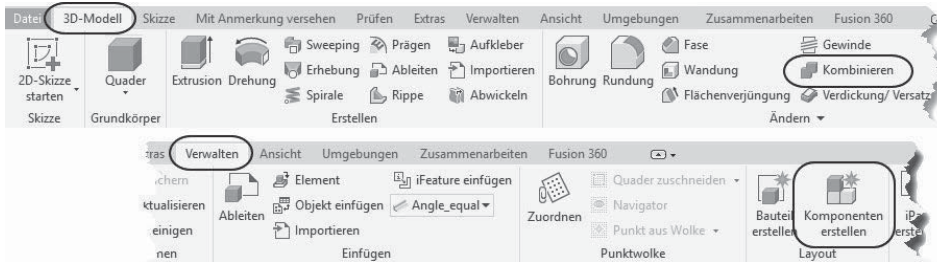 Datei 3D-Modell Skizze Mit Anmerkung versehen Prüfen Extras Verwalten Ansicht Umgebungen Zusammenarbeiten Fusion 360
Sweeping Prägen Aufkleber Fase Gewinde
Erhebung Ableiten Importieren Wandung Kombinieren
2D-Skizze starten Quader Extrusion Drehung Spirale Rippe Abwickeln Bohrung Rundung Flächenverjüngung Verdickung/ Versatz
Skizze Grundkörper Erstellen Ändern
Verwalten Ansicht Umgebungen Zusammenarbeiten Fusion 360
Element iFeature einfügen Quader zuschneiden
Ableiten Objekt einfügen Angle_equal Zuordnen Navigator Bauteil erstellen Komponenten erstellen
Importieren Punkt aus Wolke
Einfügen Punktwolke Layout